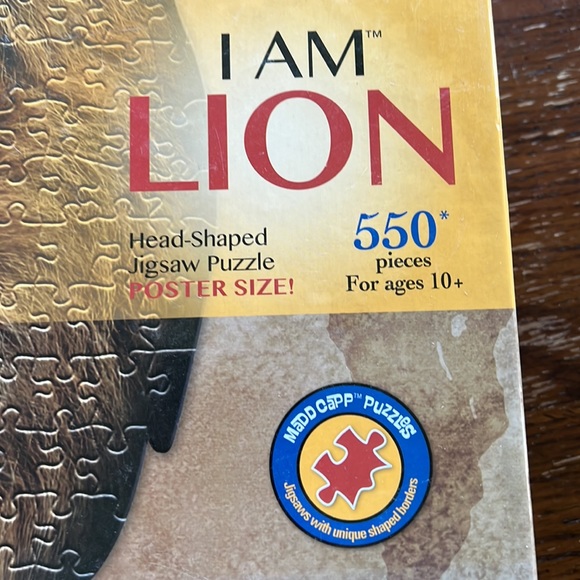 I AM™
LION
Head-Shaped
Jigsaw Puzzle
POSTER SIZE!
550*
pieces
For ages 10+
MaDD CaPP™ PuZZLeS
Jigsaws with unique shaped borders